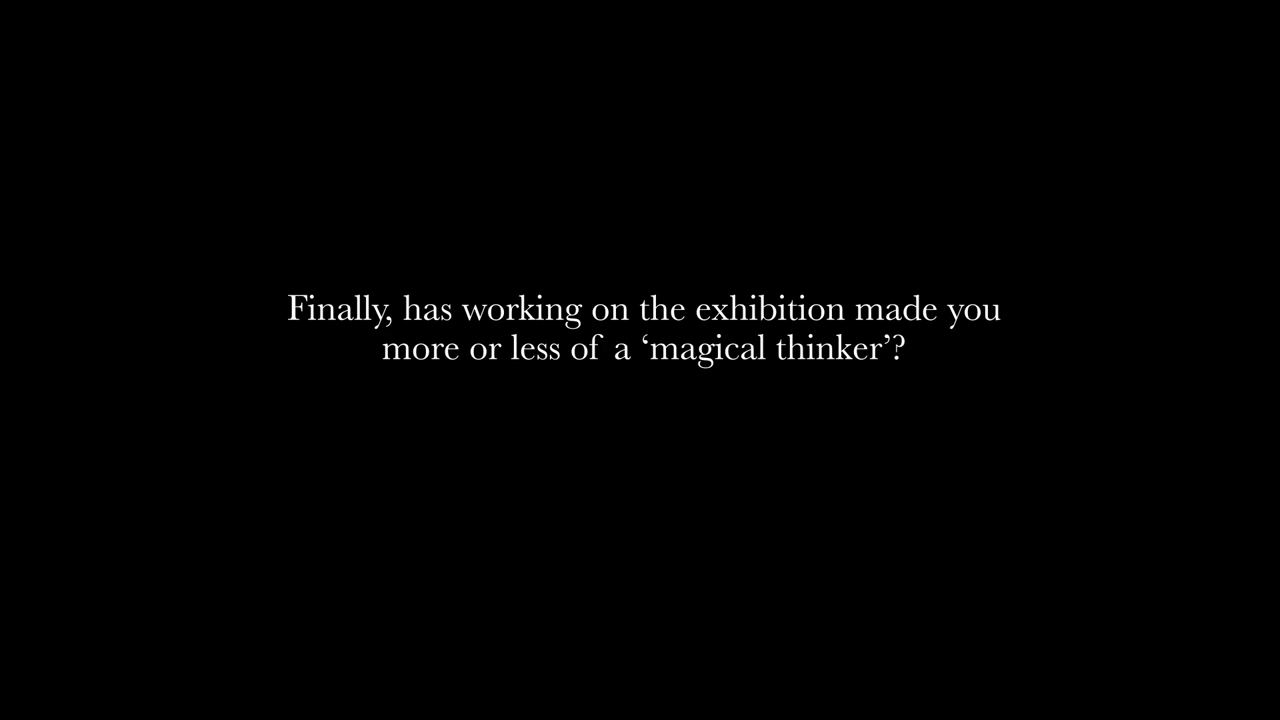 Finally, has working on the exhibition made you
more or less of a ‘magical thinker’?